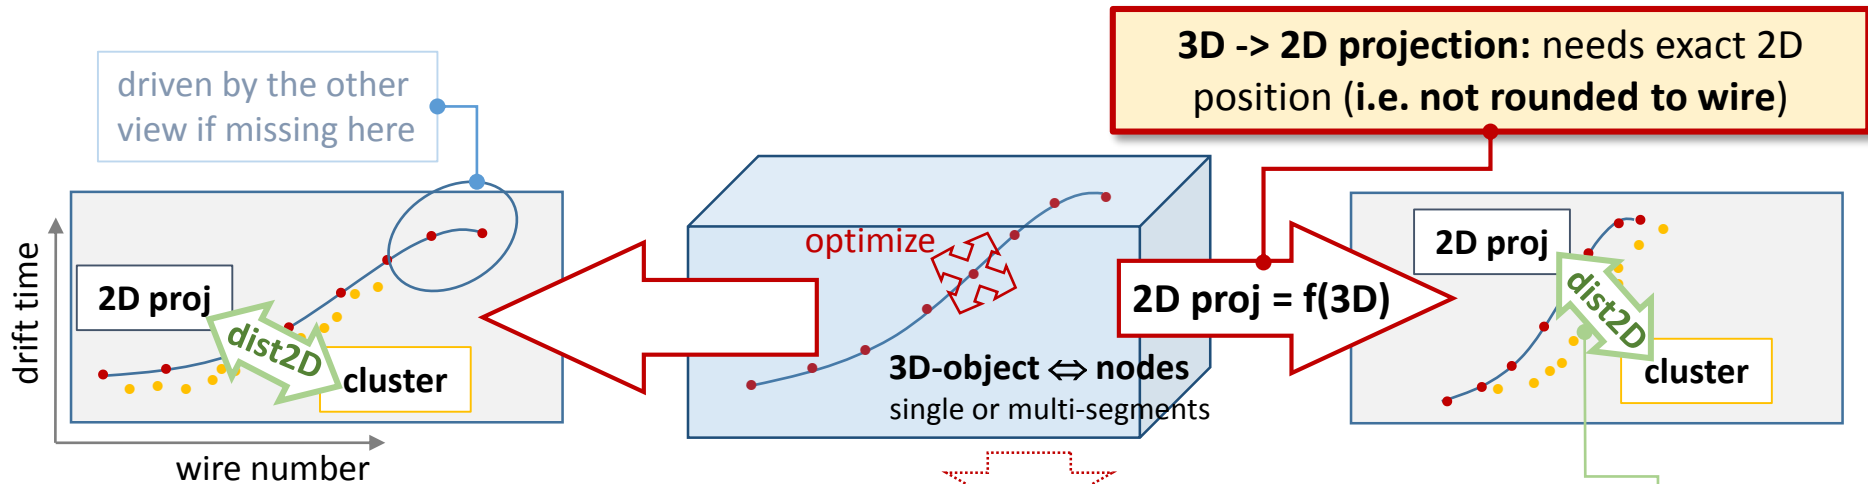 3D -> 2D projection: needs exact 2D
position (i.e. not rounded to wire)
driven by the other
view if missing here
drift time
2D proj
dist2D
cluster
wire number
optimize
3D-object ⇔ nodes
single or multi-segments
2D proj = f(3D)
2D proj
dist2D
cluster